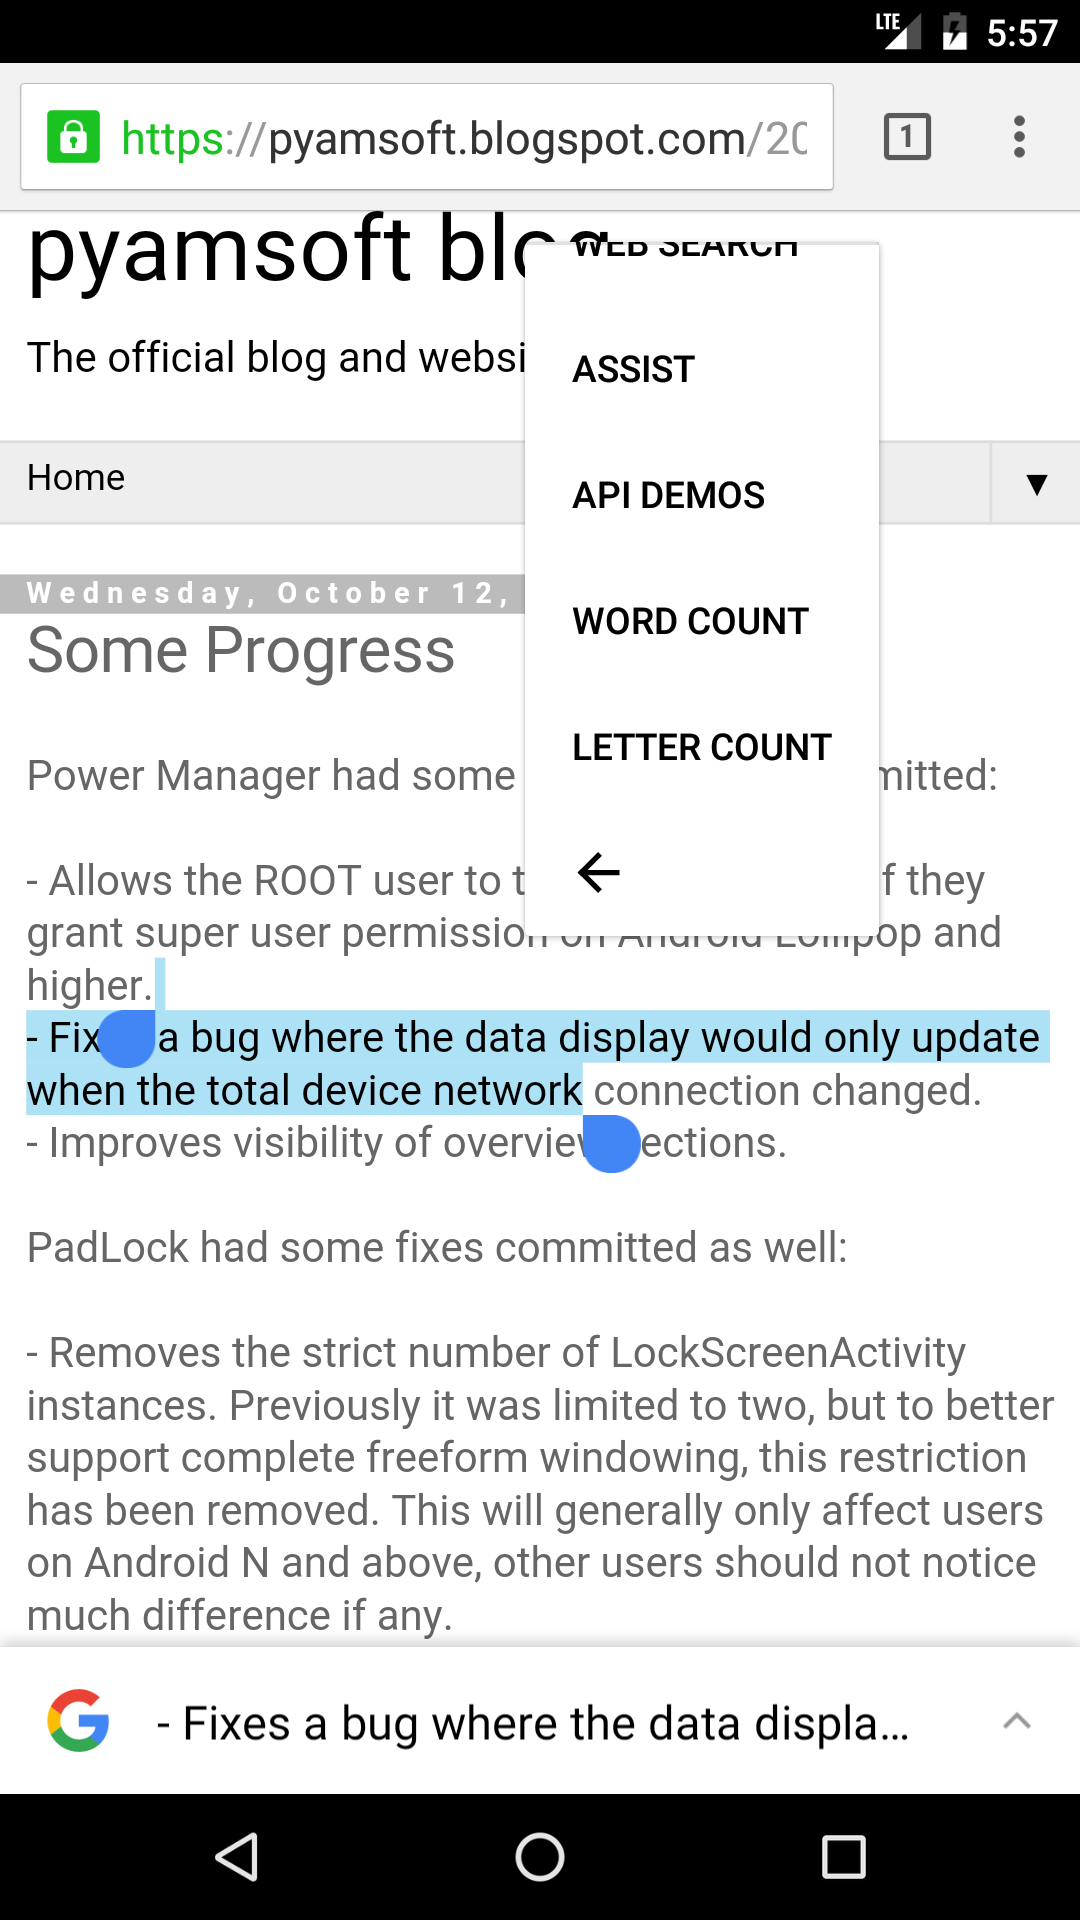 LTE 5:57
https://pyamsoft.blogspot.com/20
1
pyamsoft blog
WEB SEARCH
The official blog and websi
ASSIST
Home
▼
API DEMOS
Wednesday, October 12,
WORD COUNT
Some Progress
LETTER COUNT
Power Manager had some mitted:
- Allows the ROOT user to t f they
grant super user permission on Android Lollipop and
higher.
- Fix a bug where the data display would only update
when the total device network connection changed.
- Improves visibility of overview ections.
PadLock had some fixes committed as well:
- Removes the strict number of LockScreenActivity
instances. Previously it was limited to two, but to better
support complete freeform windowing, this restriction
has been removed. This will generally only affect users
on Android N and above, other users should not notice
much difference if any.
G - Fixes a bug where the data displa...